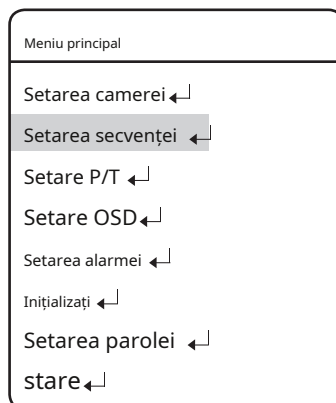 Meniu principal
Setarea camerei
Setarea secvenței
Setare P/T
Setare OSD
Setarea alarmei
Inițializați
Setarea parolei
stare